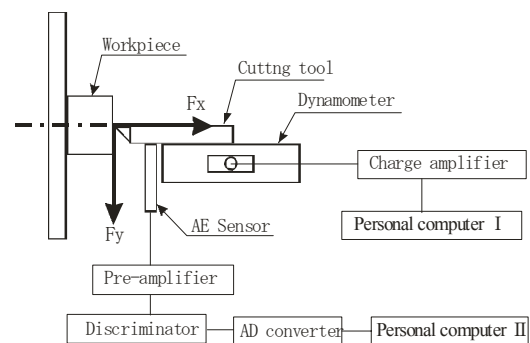 Workpiece
Cuttng tool
Fx
Dynamometer
Charge amplifier
Fy
AE Sensor
Personal computer I
Pre-amplifier
Discriminator
AD converter
Personal computer II